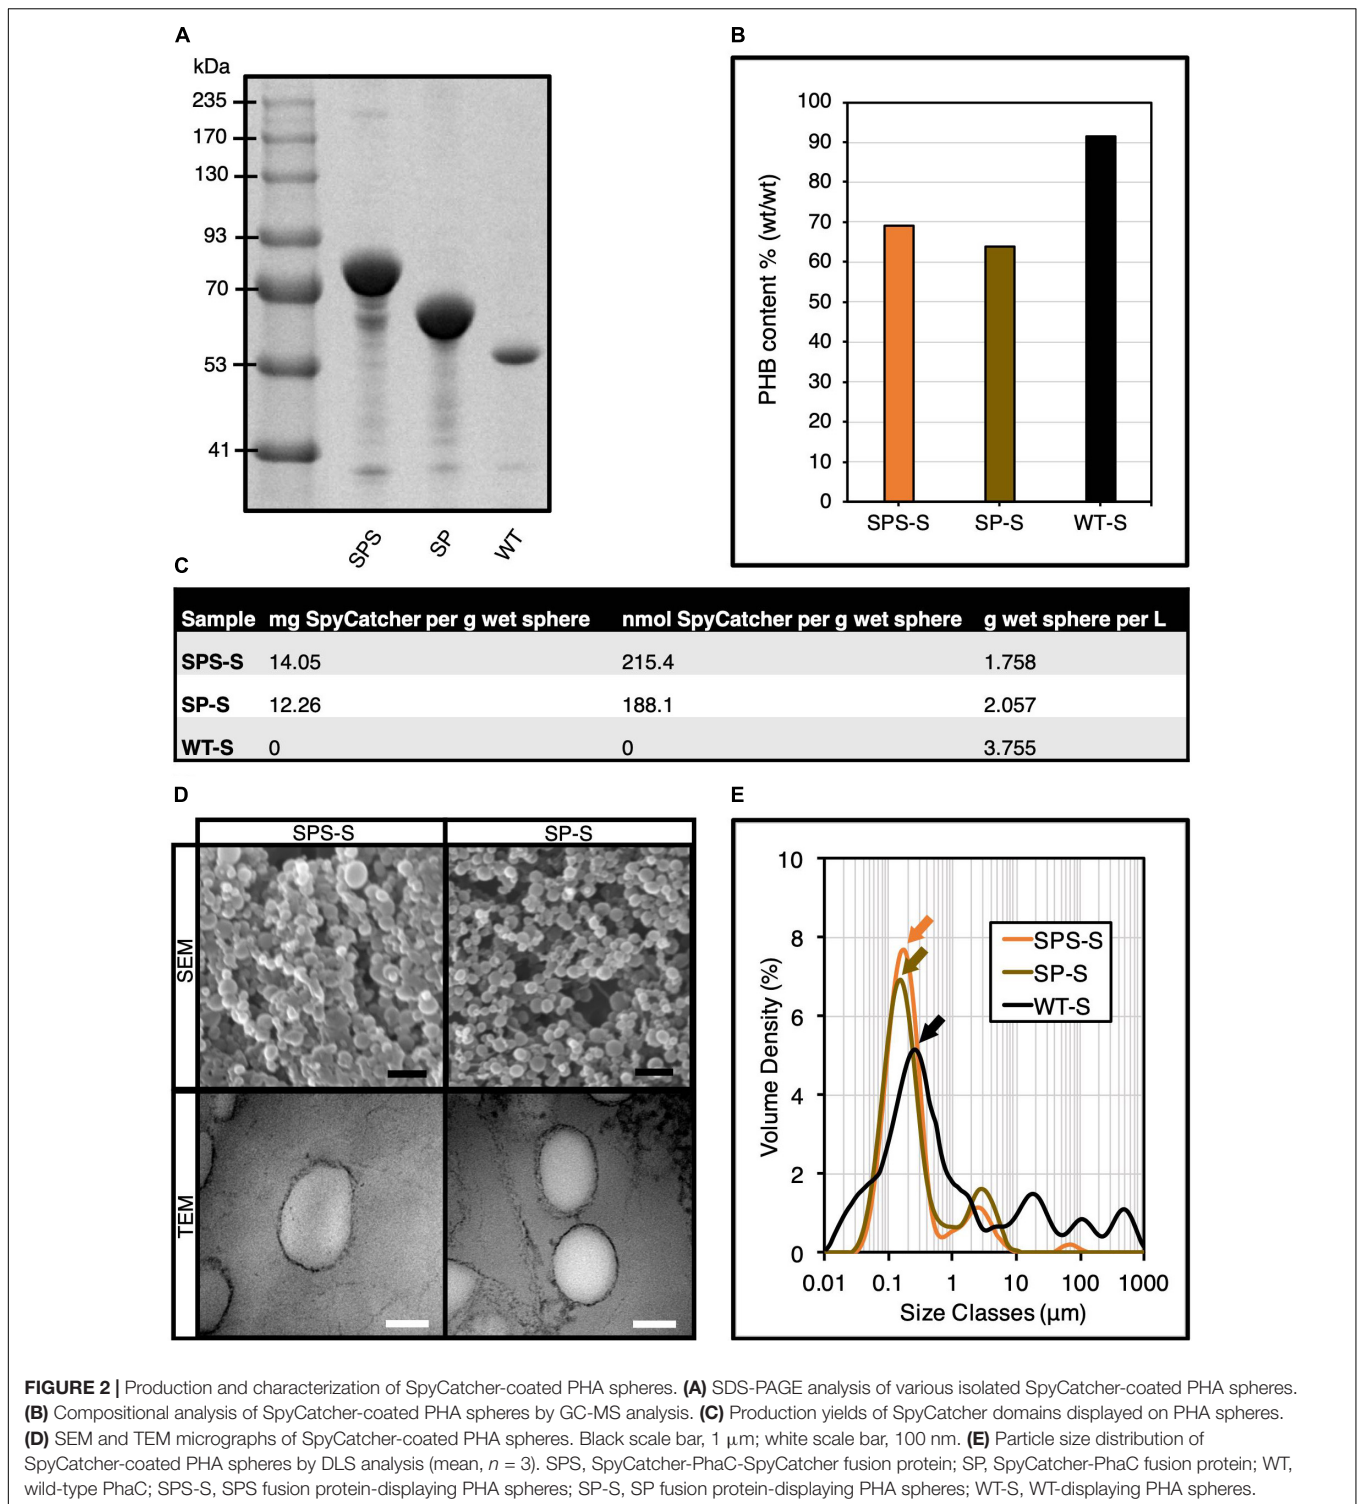 A
kDa
235
170
130
93
70
53
41
SPS
SP
WT
B
PHB content % (wt/wt)
100
90
80
70
60
50
40
30
20
10
0
SPS-S
SP-S
WT-S
C
Sample mg SpyCatcher per g wet sphere nmol SpyCatcher per g wet sphere g wet sphere per L
SPS-S 14.05 215.4 1.758
SP-S 12.26 188.1 2.057
WT-S 0 0 3.755
D
SPS-S SP-S
SEM
TEM
E
Volume Density (%)
10
8
6
4
2
0
SPS-S
SP-S
WT-S
0.01 0.1 1 10 100 1000
Size Classes (µm)
FIGURE 2 | Production and characterization of SpyCatcher-coated PHA spheres. (A) SDS-PAGE analysis of various isolated SpyCatcher-coated PHA spheres.
(B) Compositional analysis of SpyCatcher-coated PHA spheres by GC-MS analysis. (C) Production yields of SpyCatcher domains displayed on PHA spheres.
(D) SEM and TEM micrographs of SpyCatcher-coated PHA spheres. Black scale bar, 1 µm; white scale bar, 100 nm. (E) Particle size distribution of
SpyCatcher-coated PHA spheres by DLS analysis (mean, n = 3). SPS, SpyCatcher-PhaC-SpyCatcher fusion protein; SP, SpyCatcher-PhaC fusion protein; WT,
wild-type PhaC; SPS-S, SPS fusion protein-displaying PHA spheres; SP-S, SP fusion protein-displaying PHA spheres; WT-S, WT-displaying PHA spheres.